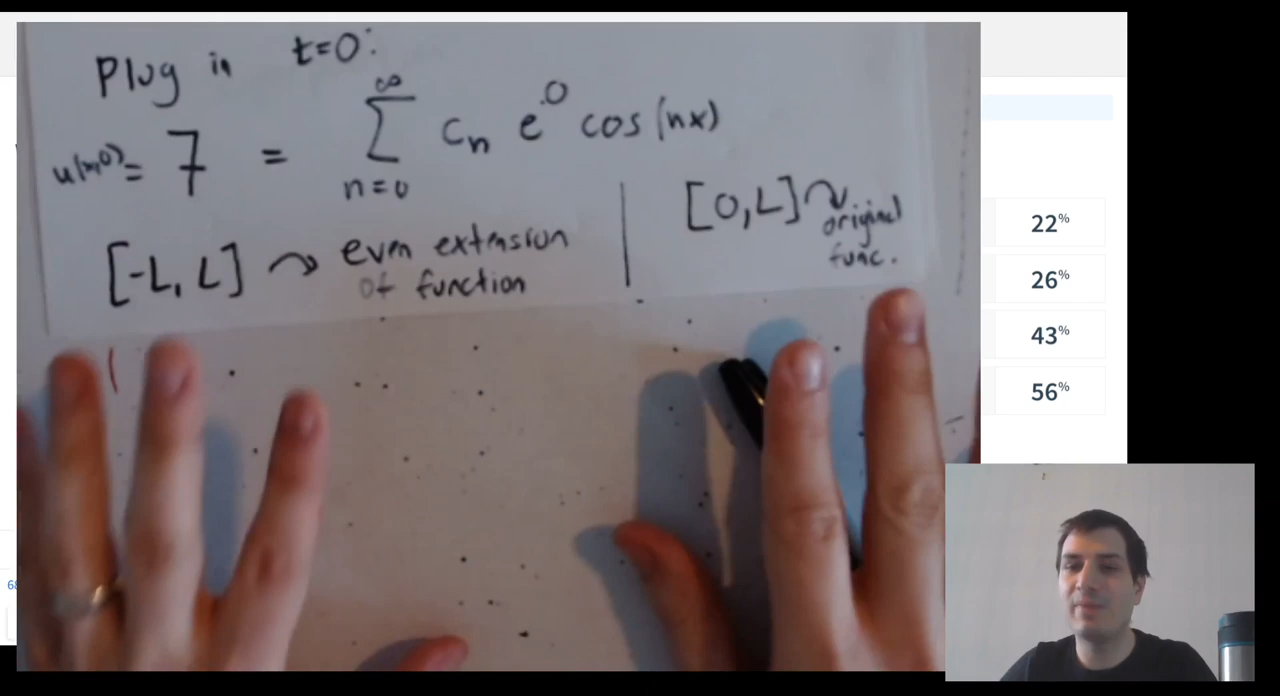 Plug in t=0:
u(x,0)= 7 = ∞ Σ n=0 cₙ e⁰ cos(nx)
[-L, L] ⤳ even extension
of function
[0,L] ⤳ original
func.
22%
26%
43%
56%